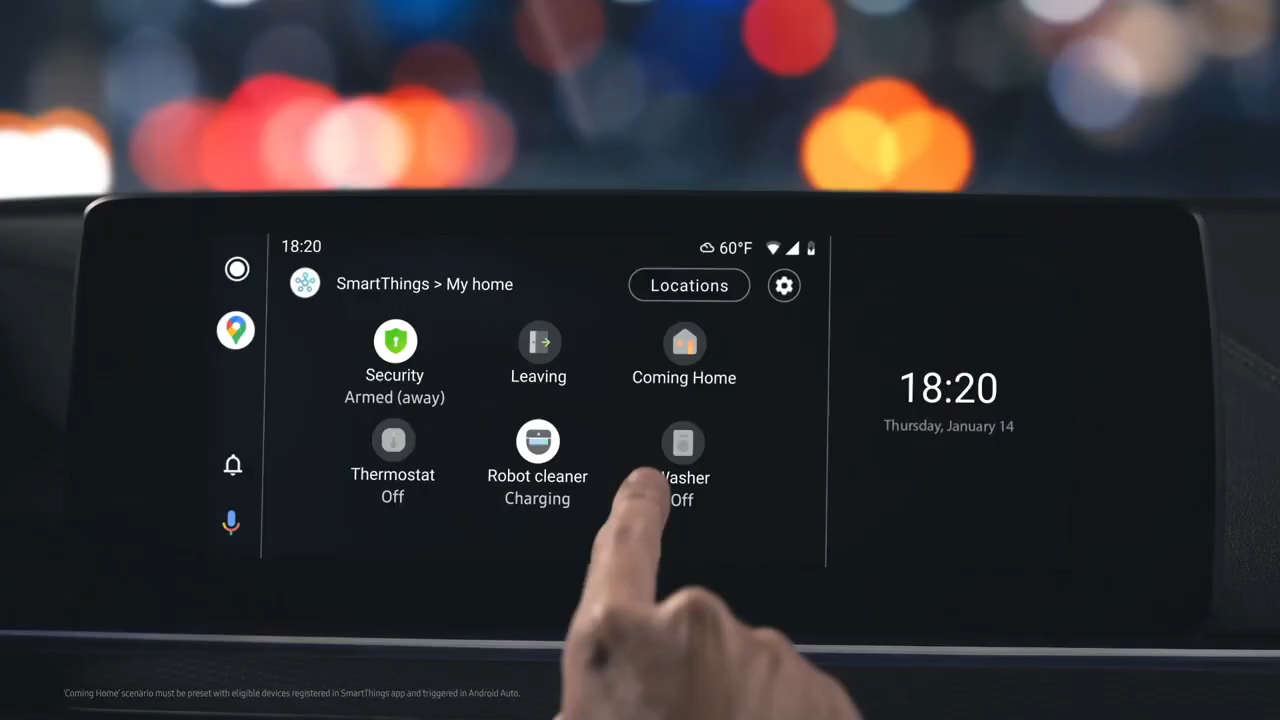 18:20
60°F
SmartThings > My home
Locations
Security
Armed (away)
Leaving
Coming Home
Thermostat
Off
Robot cleaner
Charging
Washer
Off
18:20
Thursday, January 14
'Coming Home' scenario must be preset with eligible devices registered in SmartThings app and triggered in Android Auto.